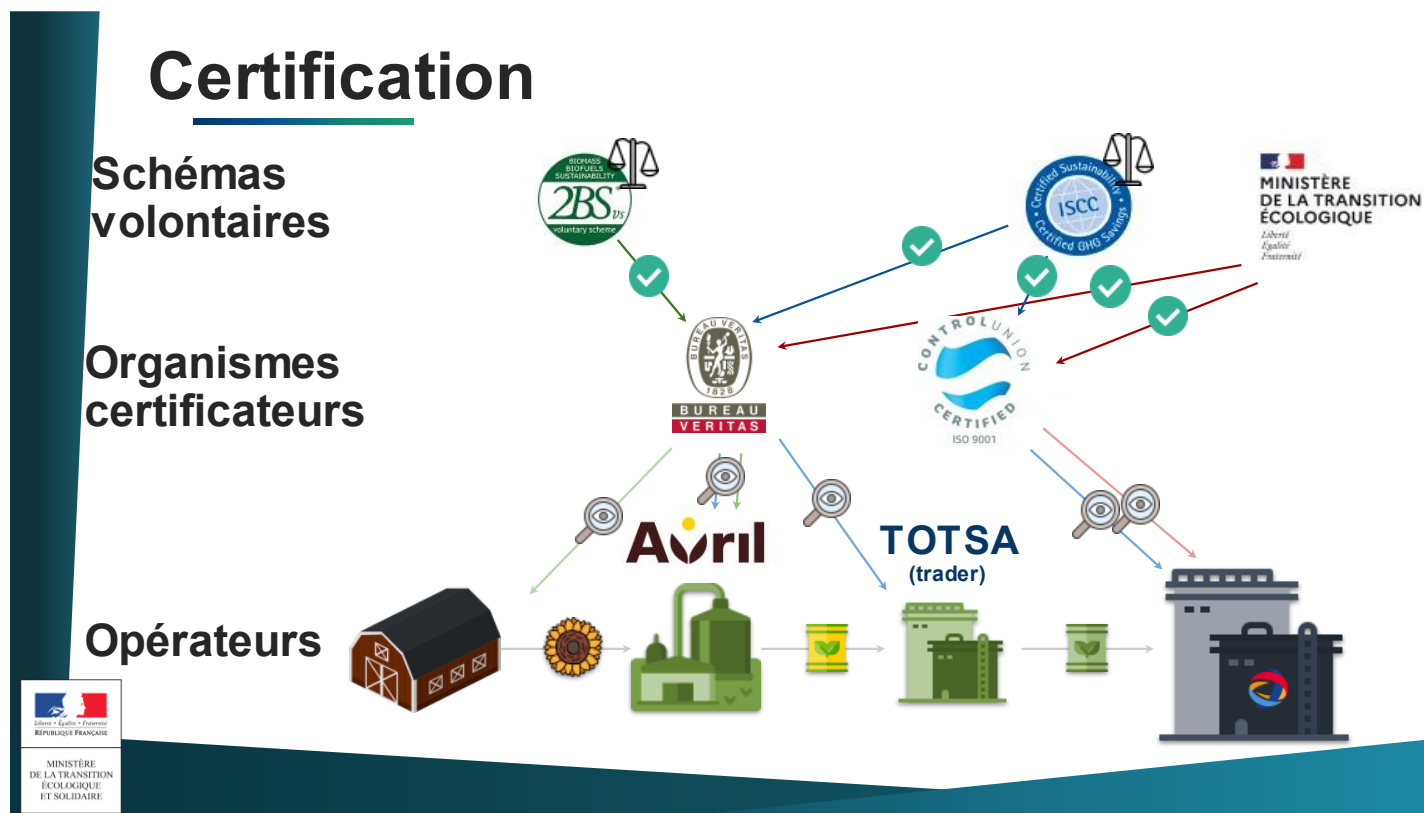 Certification
Schémas
volontaires
BIOMASS
BIOFUELS
SUSTAINABILITY
2BS vs
voluntary scheme
Certified Sustainability
ISCC
Certified GHG Savings
MINISTÈRE
DE LA TRANSITION
ÉCOLOGIQUE
Liberté
Égalité
Fraternité
Organismes
certificateurs
BUREAU VERITAS
1828
BUREAU
VERITAS
CONTROL UNION
CERTIFIED
ISO 9001
Avril
TOTSA
(trader)
Opérateurs
Liberté • Égalité • Fraternité
RÉPUBLIQUE FRANÇAISE
MINISTÈRE
DE LA TRANSITION
ÉCOLOGIQUE
ET SOLIDAIRE